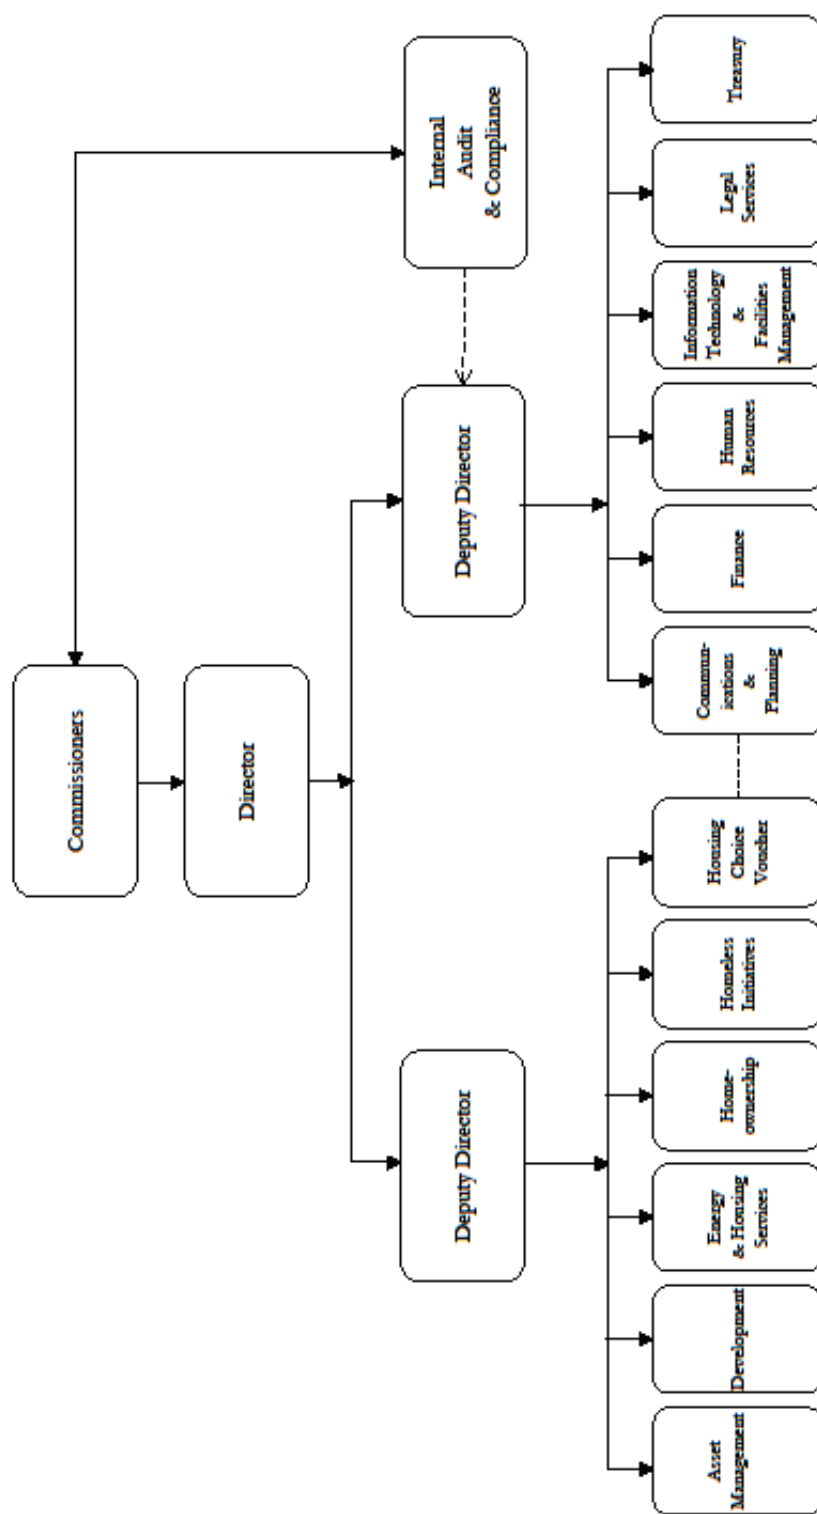 Commissioners
Director
Deputy Director
Deputy Director
Internal
Audit
& Compliance
Asset
Management
Development
Energy
& Housing
Services
Home-
ownership
Homeless
Initiatives
Housing
Choice
Voucher
Commun-
ications
&
Planning
Finance
Human
Resources
Information
Technology
&
Facilities
Management
Legal
Services
Treasury